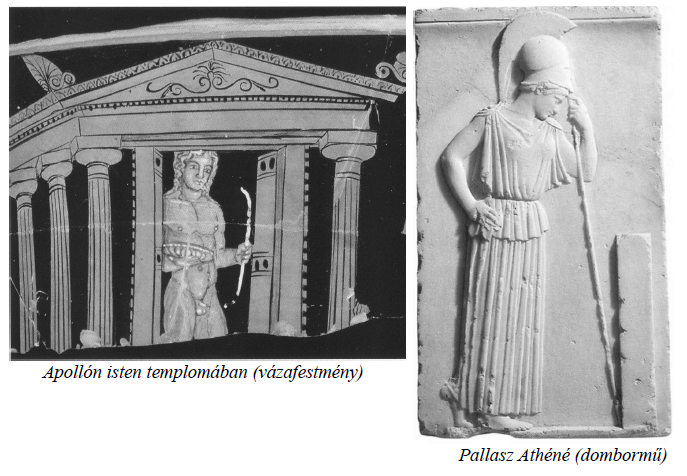 Apollón isten templomában (vázafestmény)
Pallasz Athéné (dombormű)